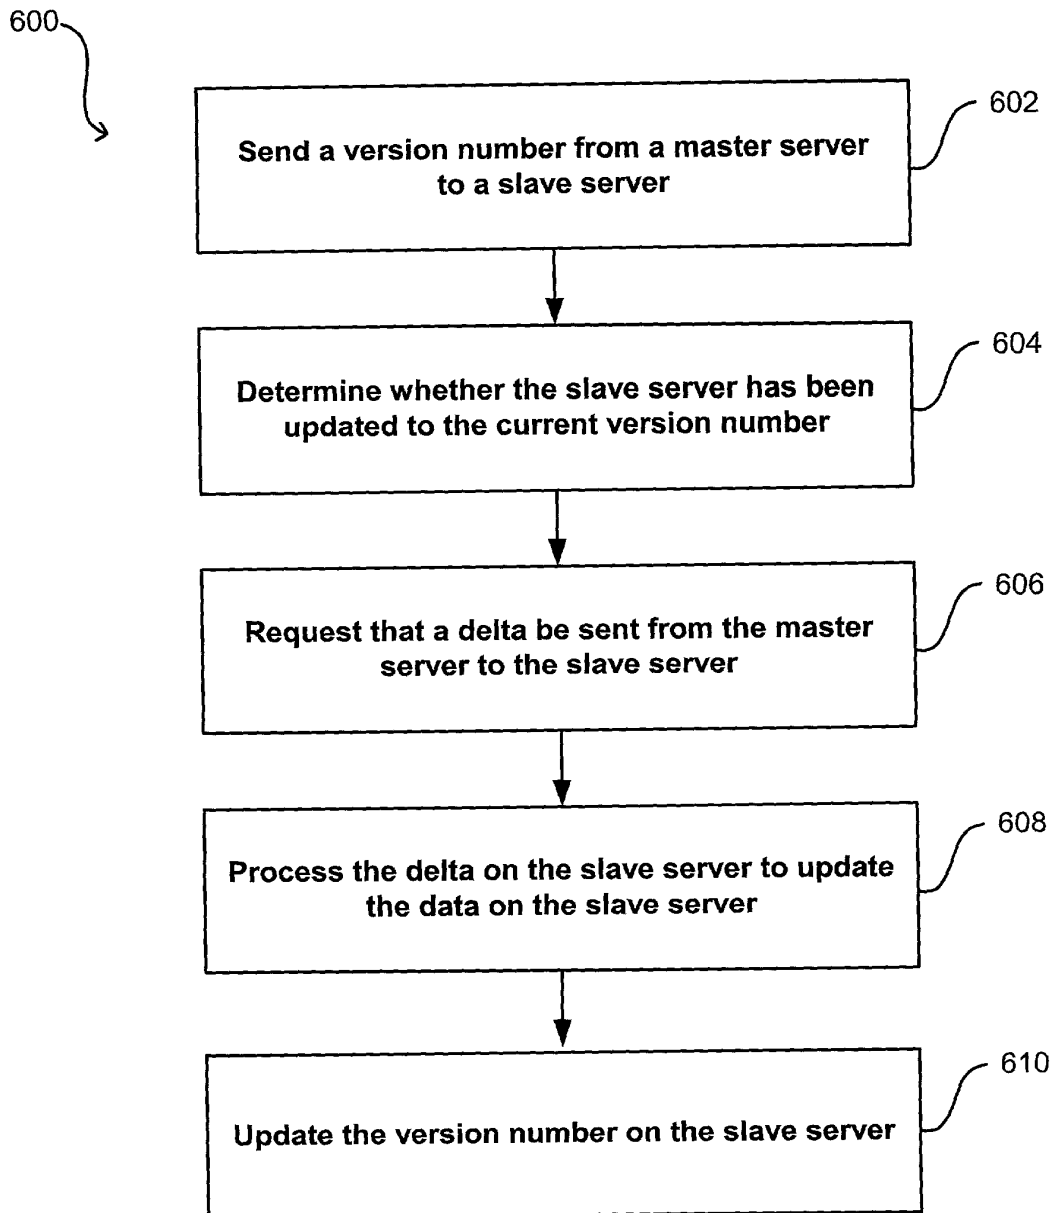 600
602
Send a version number from a master server
to a slave server
604
Determine whether the slave server has been
updated to the current version number
606
Request that a delta be sent from the master
server to the slave server
608
Process the delta on the slave server to update
the data on the slave server
610
Update the version number on the slave server